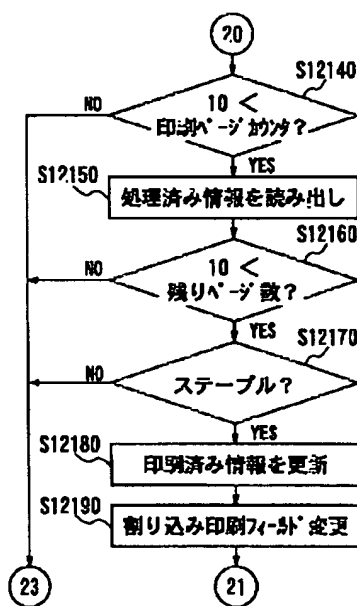 20
S12140
NO
10 <
印刷ページカウンタ?
YES
S12150
処理済み情報を読み出し
S12160
NO
10 <
残りページ数?
YES
S12170
NO
ステープル?
YES
S12180
印刷済み情報を更新
S12190
割り込み印刷フィールド変更
23
21